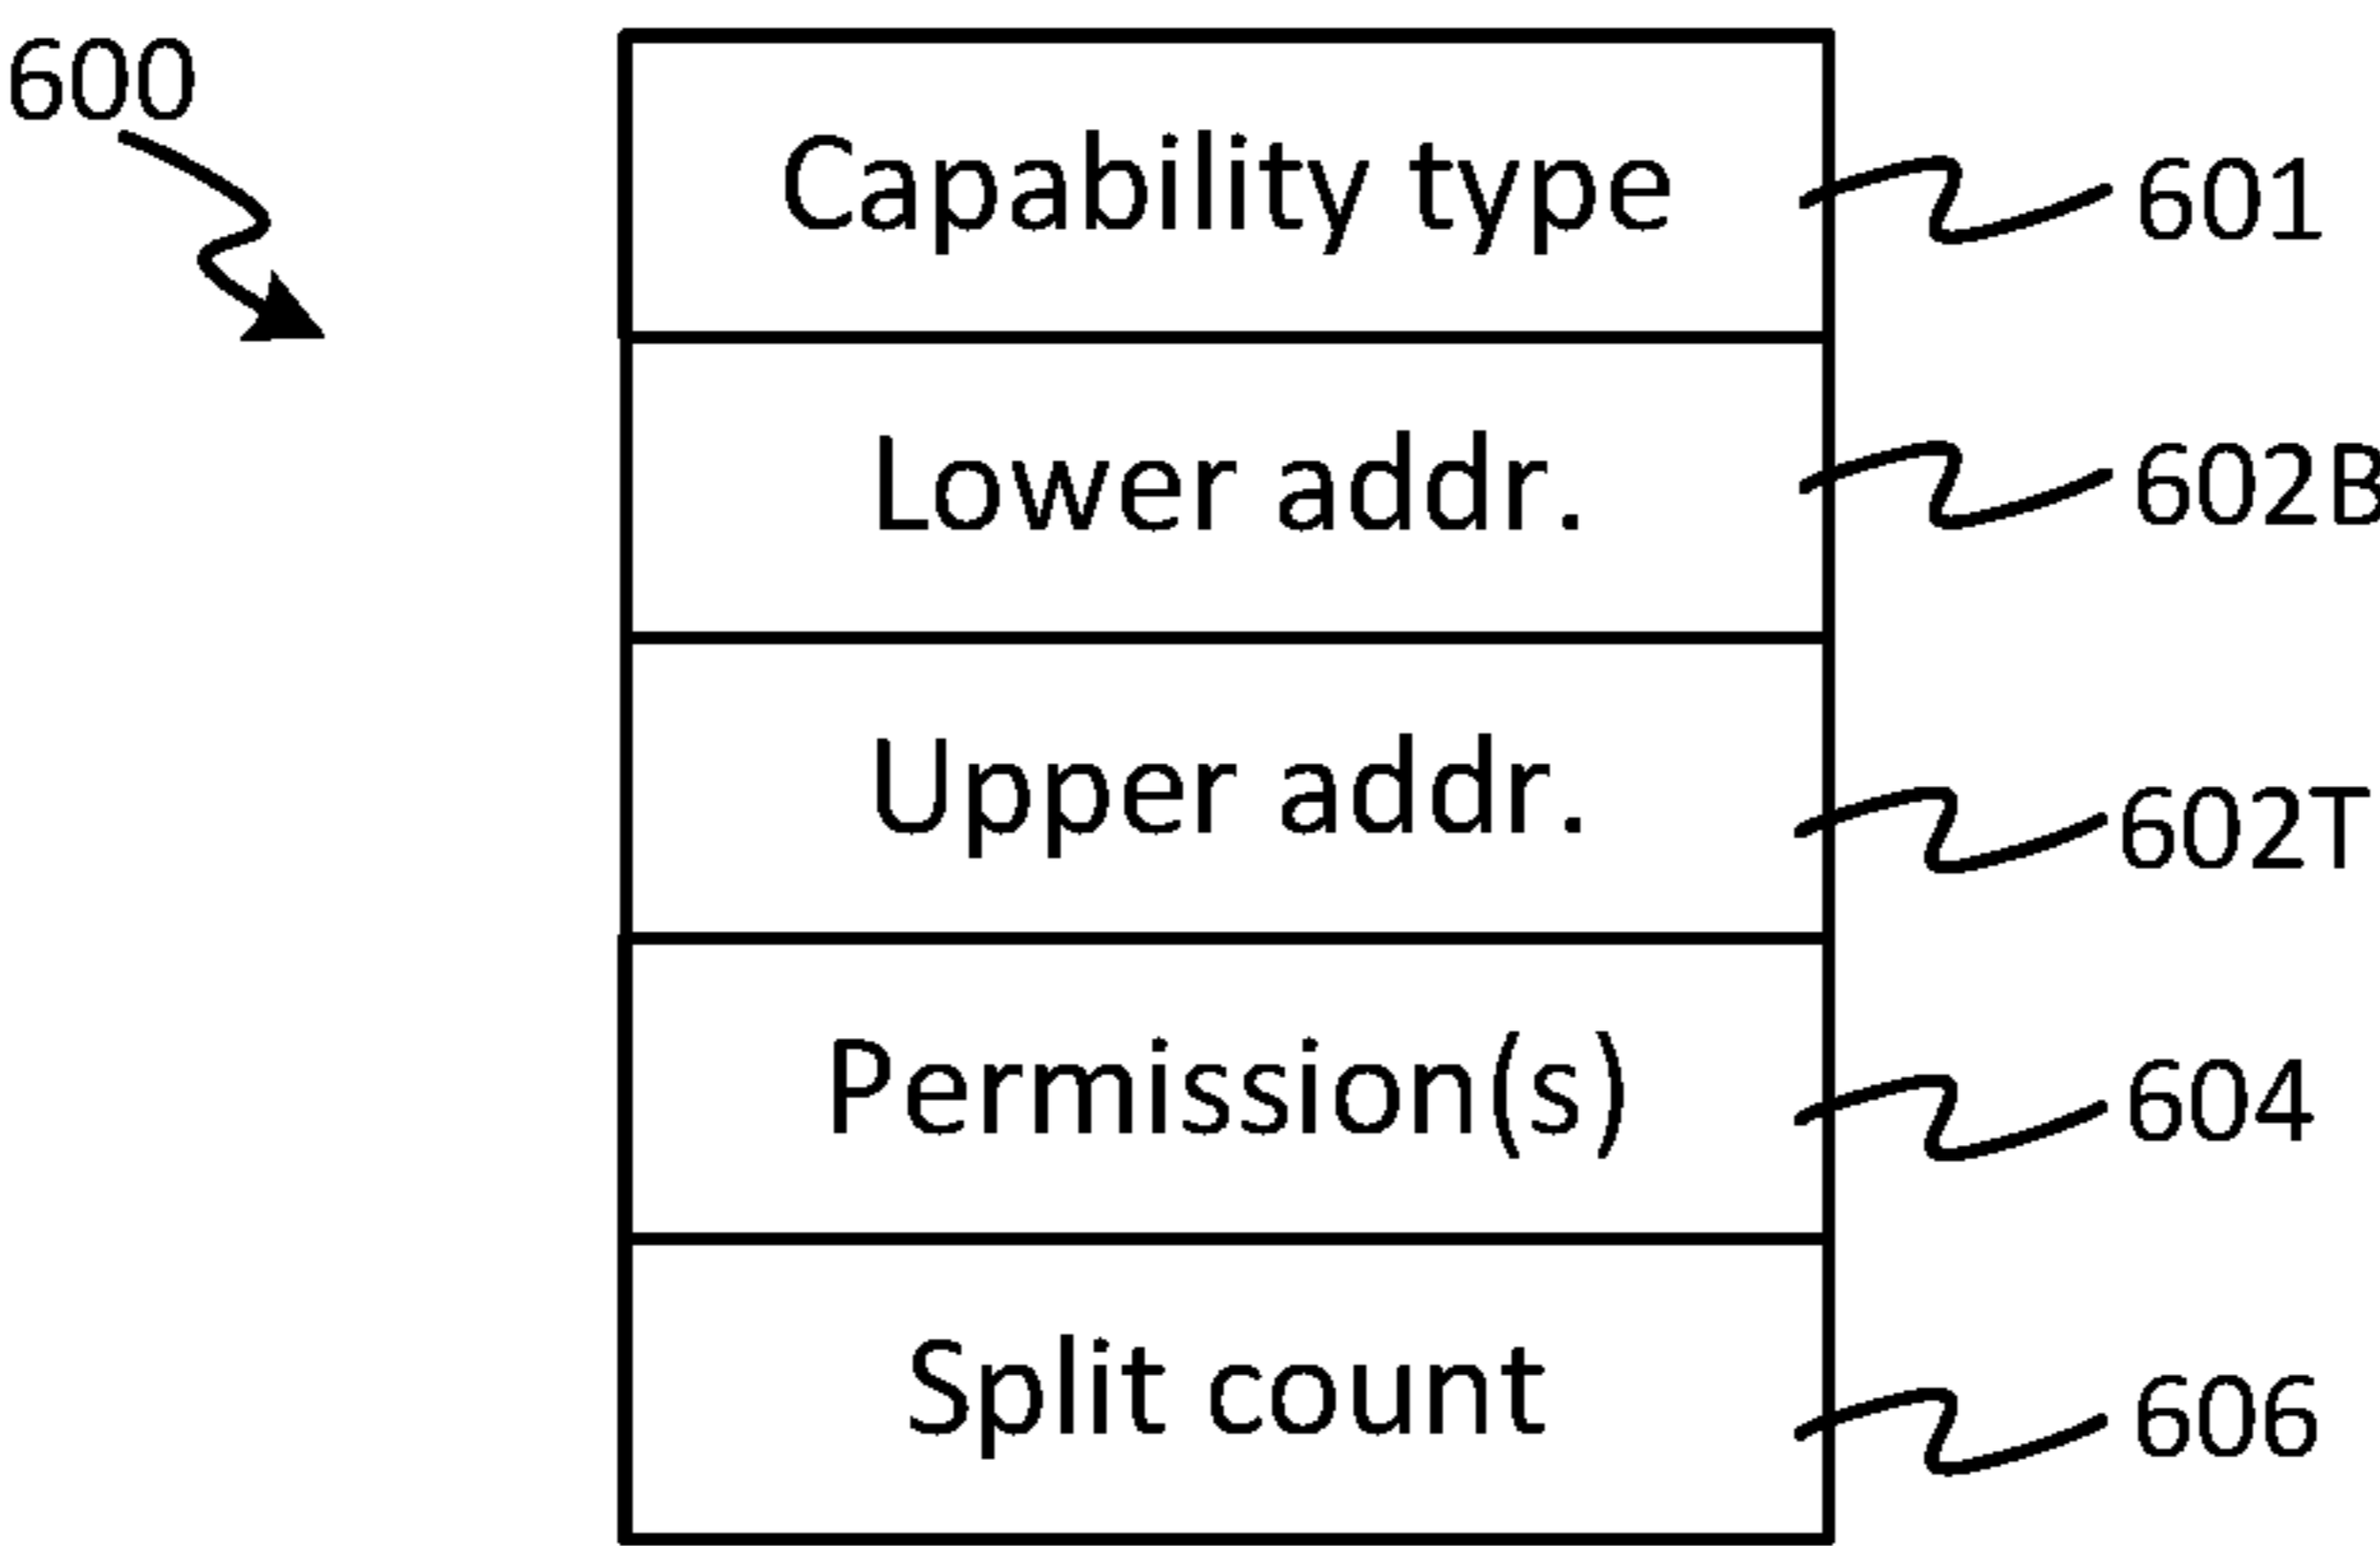 600
Capability type 601
Lower addr. 602B
Upper addr. 602T
Permission(s) 604
Split count 606